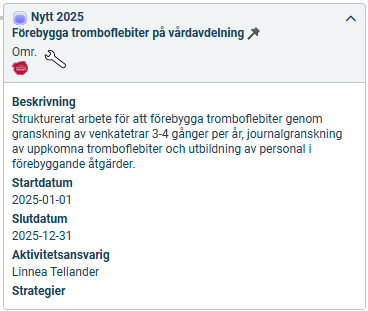 Nytt 2025
Förebygga tromboflebiter på vårdavdelning
Omr.
Beskrivning
Strukturerat arbete för att förebygga tromboflebiter genom
granskning av venkatetrar 3-4 gånger per år, journalgranskning
av uppkomna tromboflebiter och utbildning av personal i
förebyggande åtgärder.
Startdatum
2025-01-01
Slutdatum
2025-12-31
Aktivitetsansvarig
Linnea Tellander
Strategier